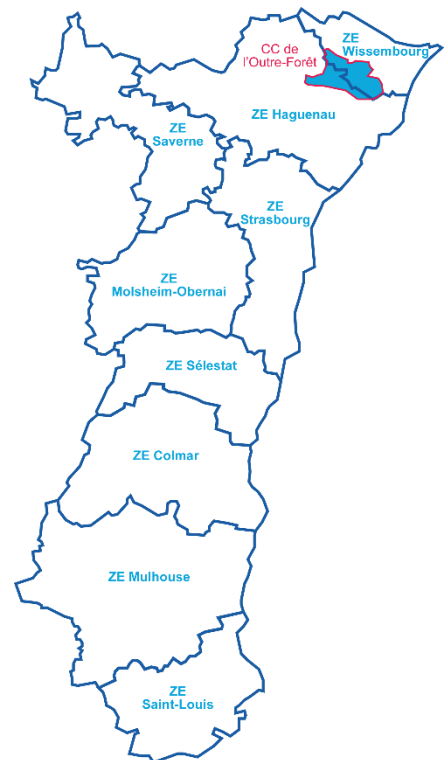 CC de
l'Outre-Forêt
ZE
Wissembourg
ZE Haguenau
ZE
Saverne
ZE
Strasbourg
ZE
Molsheim-Obernai
ZE Sélestat
ZE Colmar
ZE Mulhouse
ZE
Saint-Louis